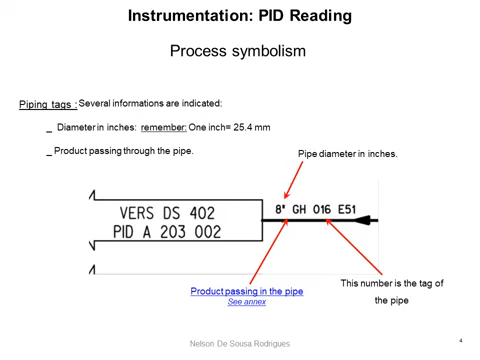 Instrumentation: PID Reading
Process symbolism
Piping tags : Several informations are indicated:
_ Diameter in inches: remember: One inch= 25.4 mm
_ Product passing through the pipe.
Pipe diameter in inches.
8" GH 016 E51
VERS DS 402
PID A 203 002
Product passing in the pipe
See annex
This number is the tag of
the pipe
Nelson De Sousa Rodrigues
4